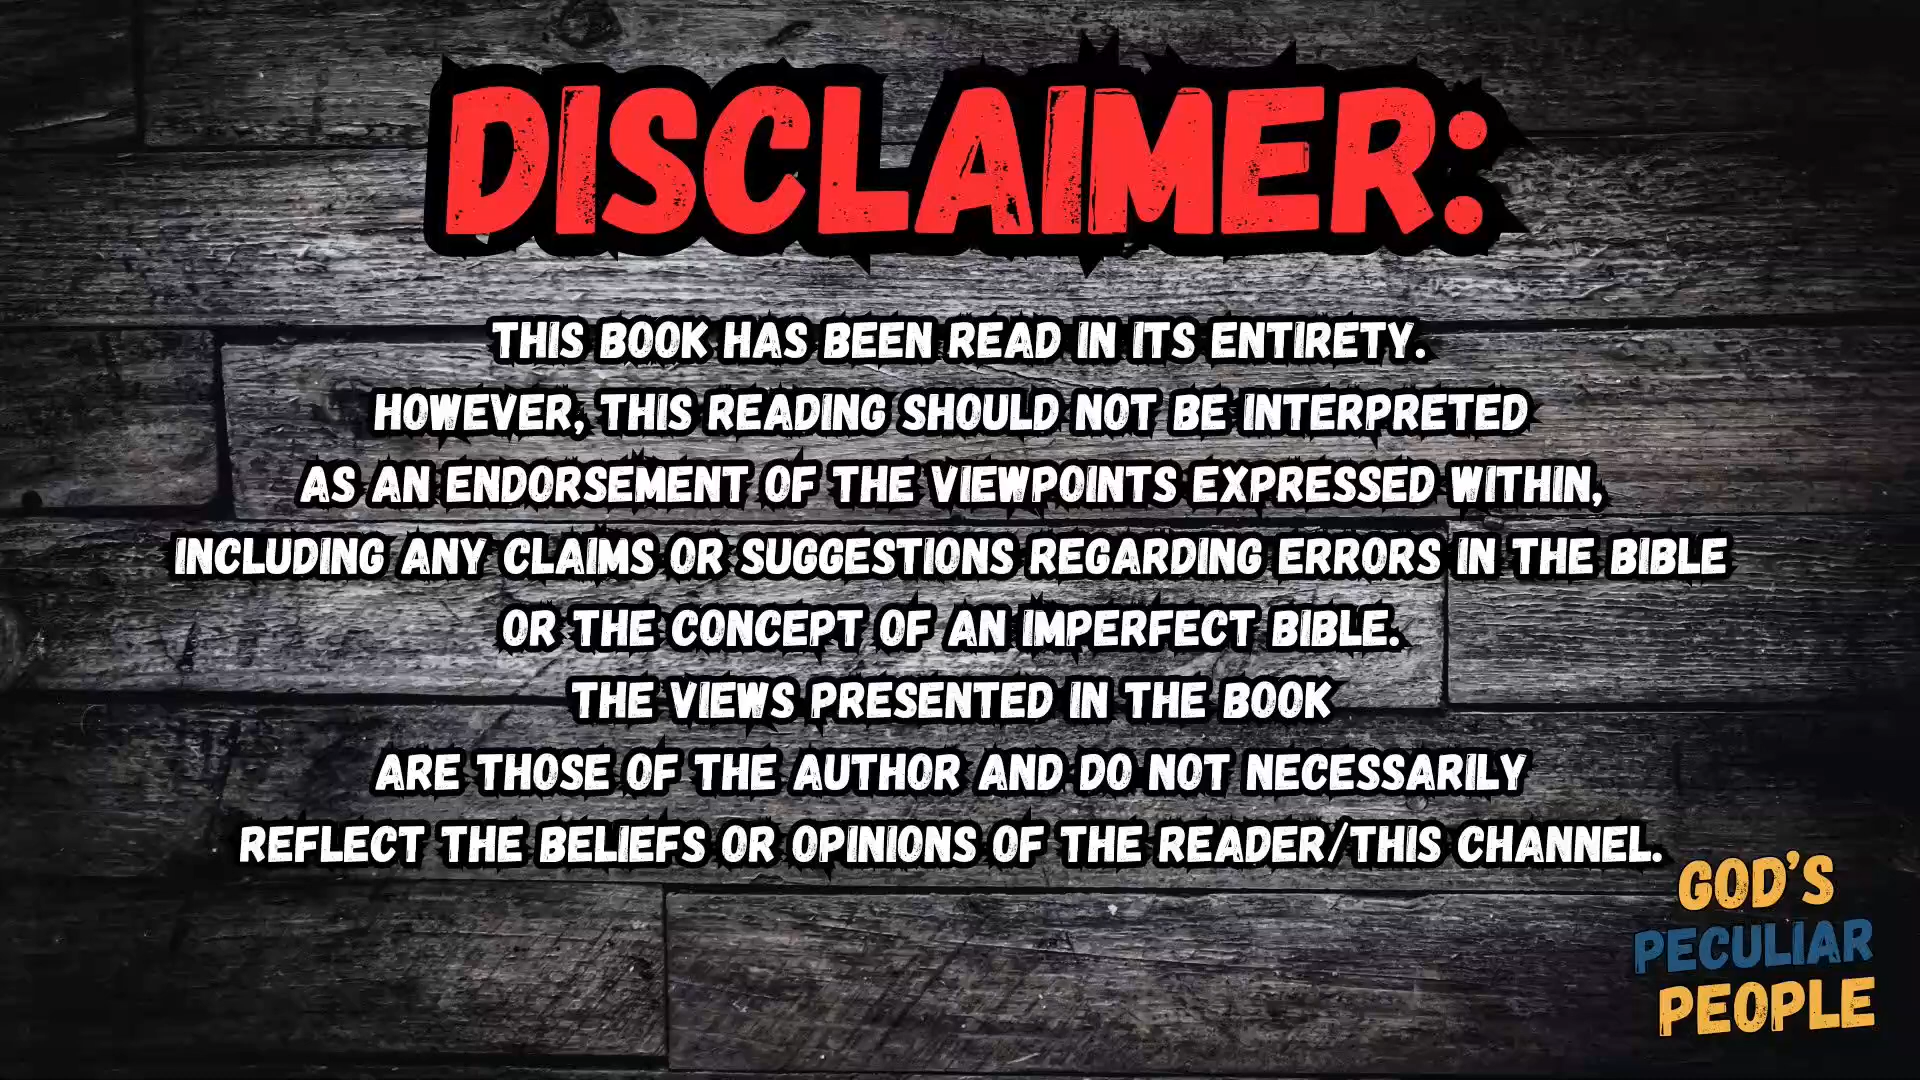 DISCLAIMER:
THIS BOOK HAS BEEN READ IN ITS ENTIRETY.
HOWEVER, THIS READING SHOULD NOT BE INTERPRETED
AS AN ENDORSEMENT OF THE VIEWPOINTS EXPRESSED WITHIN,
INCLUDING ANY CLAIMS OR SUGGESTIONS REGARDING ERRORS IN THE BIBLE
OR THE CONCEPT OF AN IMPERFECT BIBLE.
THE VIEWS PRESENTED IN THE BOOK
ARE THOSE OF THE AUTHOR AND DO NOT NECESSARILY
REFLECT THE BELIEFS OR OPINIONS OF THE READER/THIS CHANNEL.
GOD'S
PECULIAR
PEOPLE